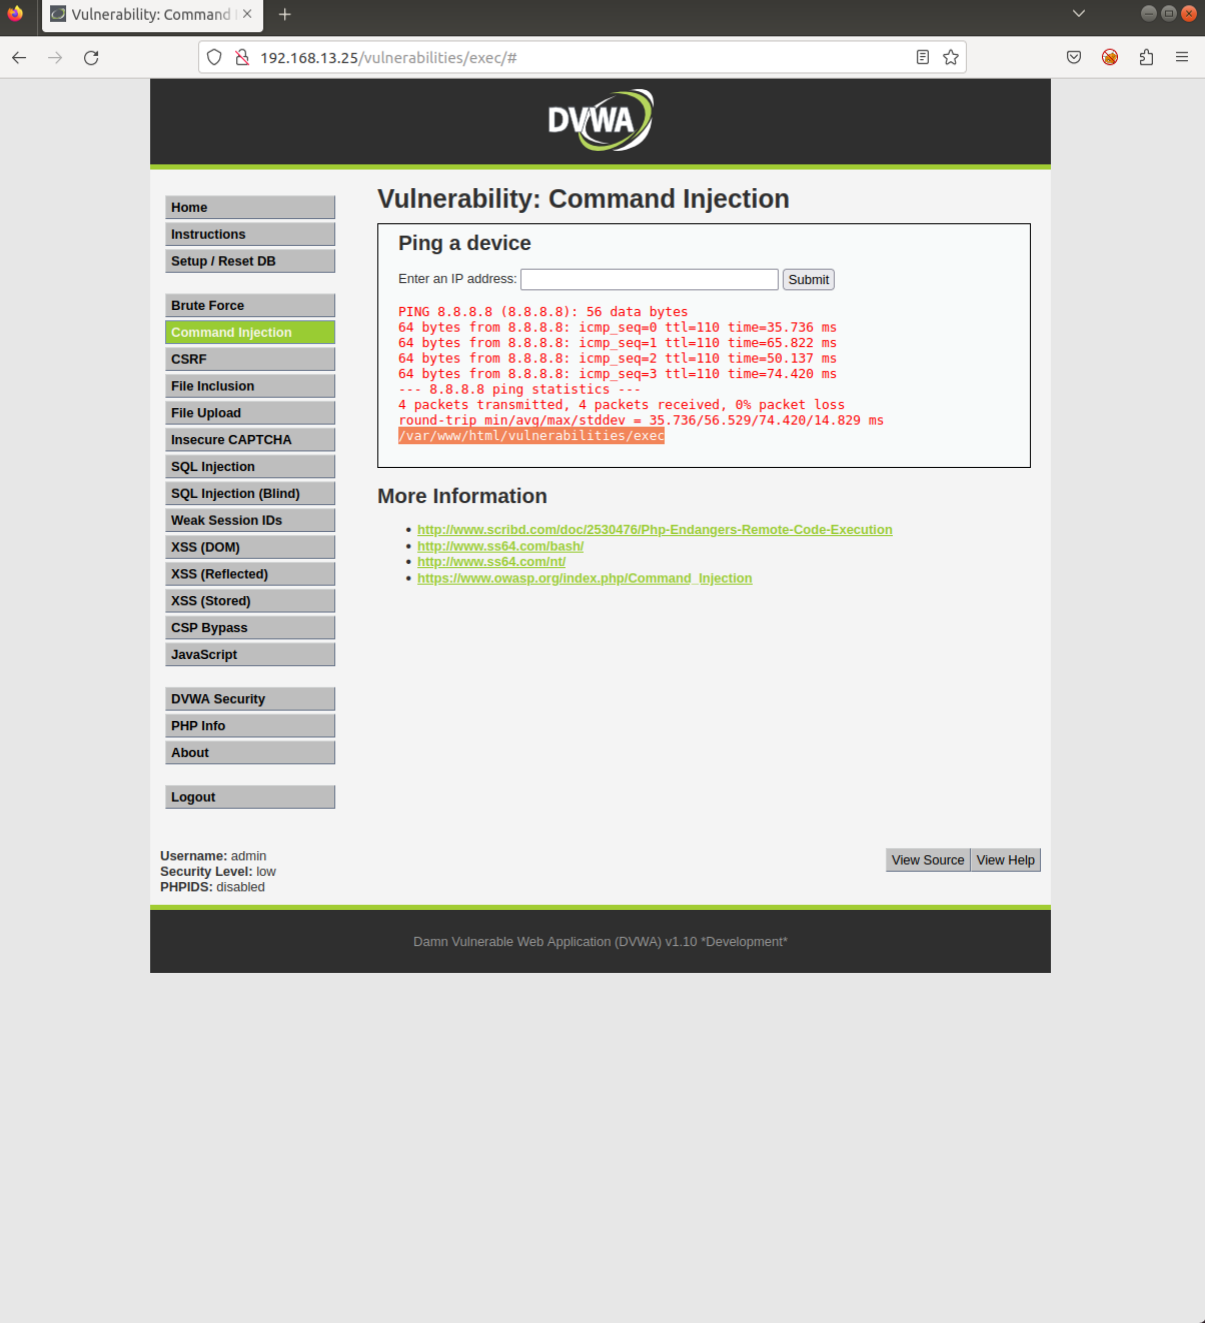 Vulnerability: Command
192.168.13.25/vulnerabilities/exec/#
DVWA
Home
Instructions
Setup / Reset DB
Brute Force
Command Injection
CSRF
File Inclusion
File Upload
Insecure CAPTCHA
SQL Injection
SQL Injection (Blind)
Weak Session IDs
XSS (DOM)
XSS (Reflected)
XSS (Stored)
CSP Bypass
JavaScript
DVWA Security
PHP Info
About
Logout
Vulnerability: Command Injection
Ping a device
Enter an IP address: Submit
PING 8.8.8.8 (8.8.8.8): 56 data bytes
64 bytes from 8.8.8.8: icmp_seq=0 ttl=110 time=35.736 ms
64 bytes from 8.8.8.8: icmp_seq=1 ttl=110 time=65.822 ms
64 bytes from 8.8.8.8: icmp_seq=2 ttl=110 time=50.137 ms
64 bytes from 8.8.8.8: icmp_seq=3 ttl=110 time=74.420 ms
--- 8.8.8.8 ping statistics ---
4 packets transmitted, 4 packets received, 0% packet loss
round-trip min/avg/max/stddev = 35.736/56.529/74.420/14.829 ms
/var/www/html/vulnerabilities/exec
More Information
• http://www.scribd.com/doc/2530476/Php-Endangers-Remote-Code-Execution
• http://www.ss64.com/bash/
• http://www.ss64.com/nt/
• https://www.owasp.org/index.php/Command_Injection
Username: admin
Security Level: low
PHPIDS: disabled
View Source View Help
Damn Vulnerable Web Application (DVWA) v1.10 *Development*